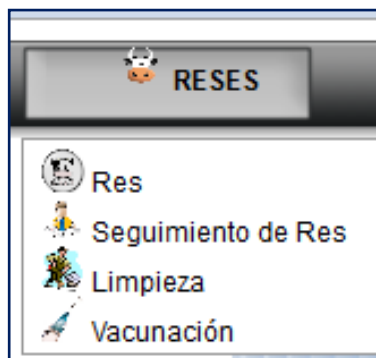 RESES
Res
Seguimiento de Res
Limpieza
Vacunación